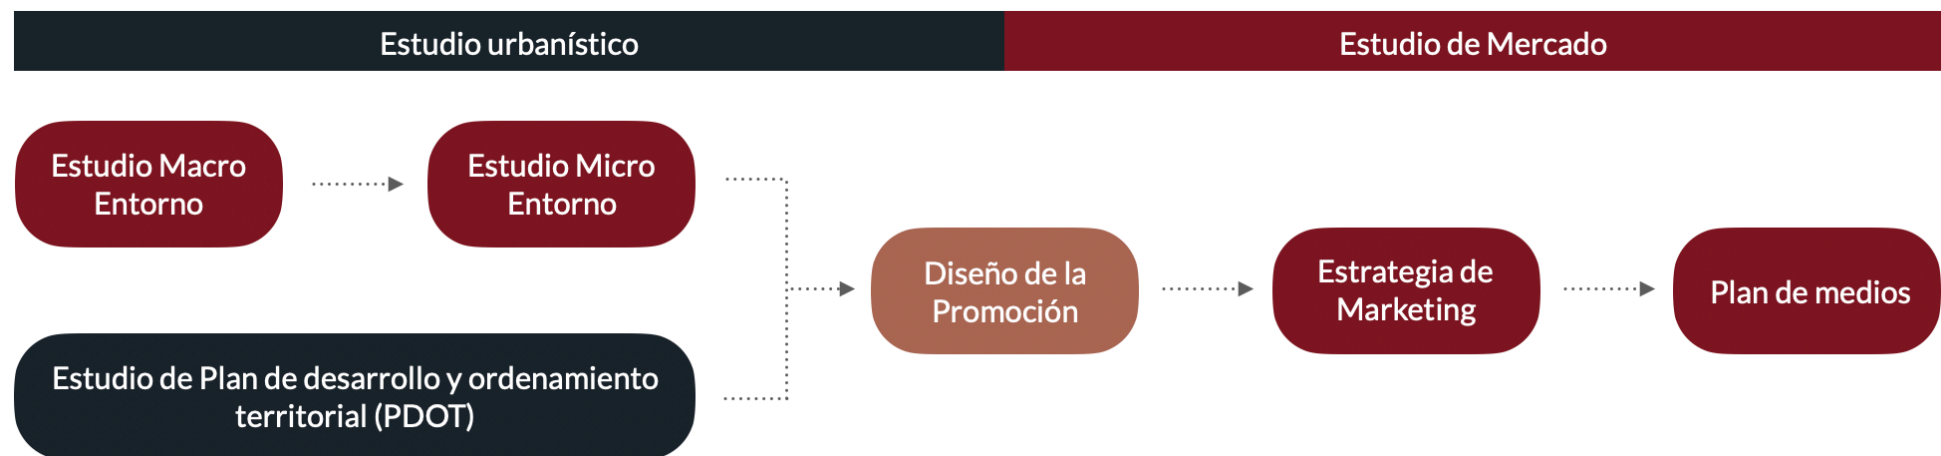 Estudio urbanístico
Estudio de Mercado
Estudio Macro
Entorno
Estudio Micro
Entorno
Estudio de Plan de desarrollo y ordenamiento
territorial (PDOT)
Diseño de la
Promoción
Estrategia de
Marketing
Plan de medios